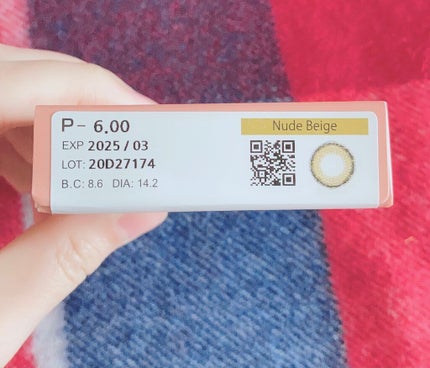 P- 6.00
EXP 2025 / 03
LOT: 20D27174
B.C: 8.6 DIA: 14.2
Nude Beige